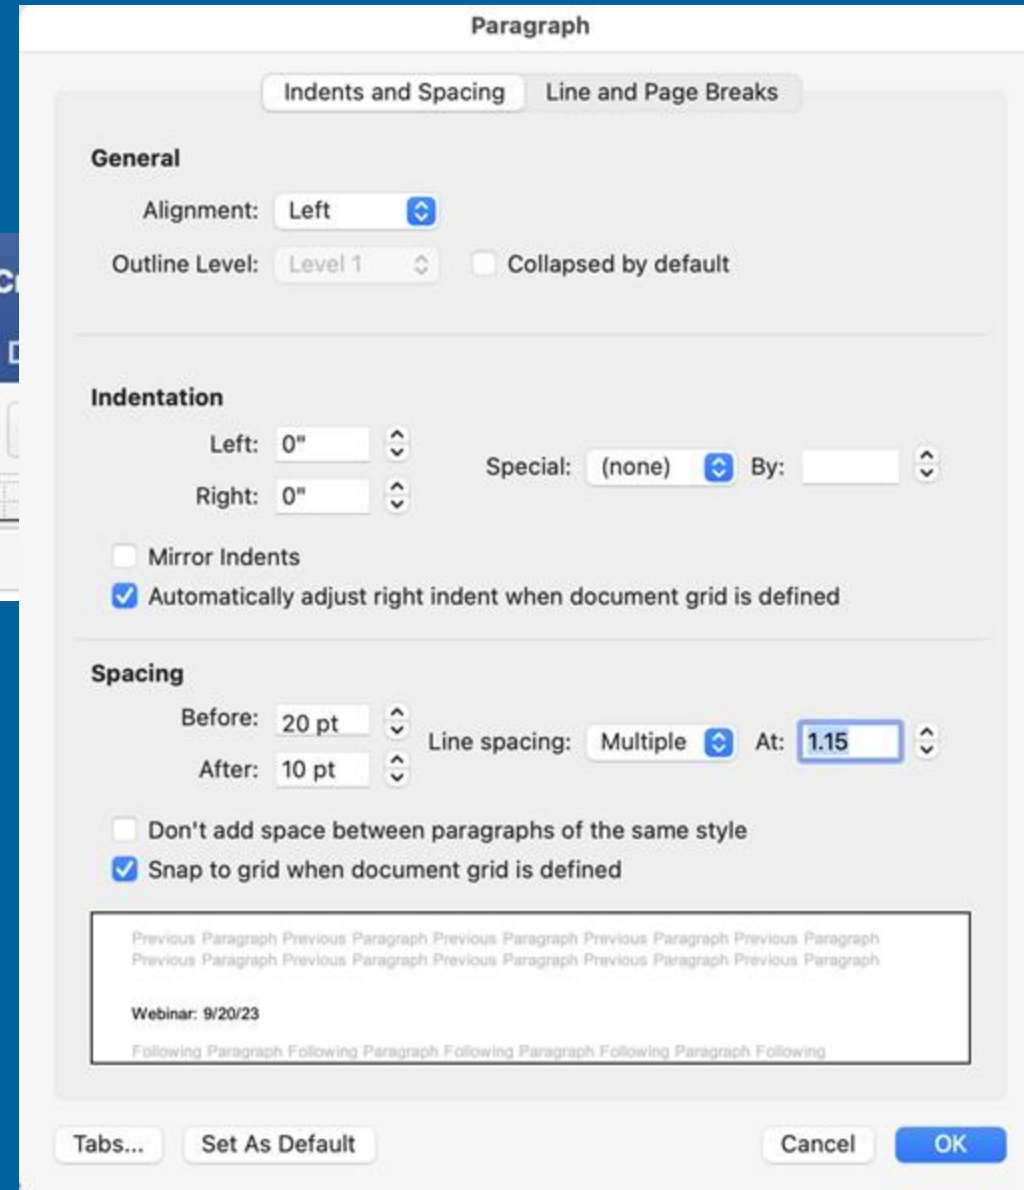 Paragraph
Indents and Spacing Line and Page Breaks
General
Alignment: Left
Outline Level: Level 1 Collapsed by default
Indentation
Left: 0"
Special: (none) By:
Right: 0"
Mirror Indents
Automatically adjust right indent when document grid is defined
Spacing
Before: 20 pt
Line spacing: Multiple At: 1.15
After: 10 pt
Don't add space between paragraphs of the same style
Snap to grid when document grid is defined
Previous Paragraph Previous Paragraph Previous Paragraph Previous Paragraph Previous Paragraph
Previous Paragraph Previous Paragraph Previous Paragraph Previous Paragraph Previous Paragraph
Webinar: 9/20/23
Following Paragraph Following Paragraph Following Paragraph Following Paragraph Following
Tabs... Set As Default Cancel OK